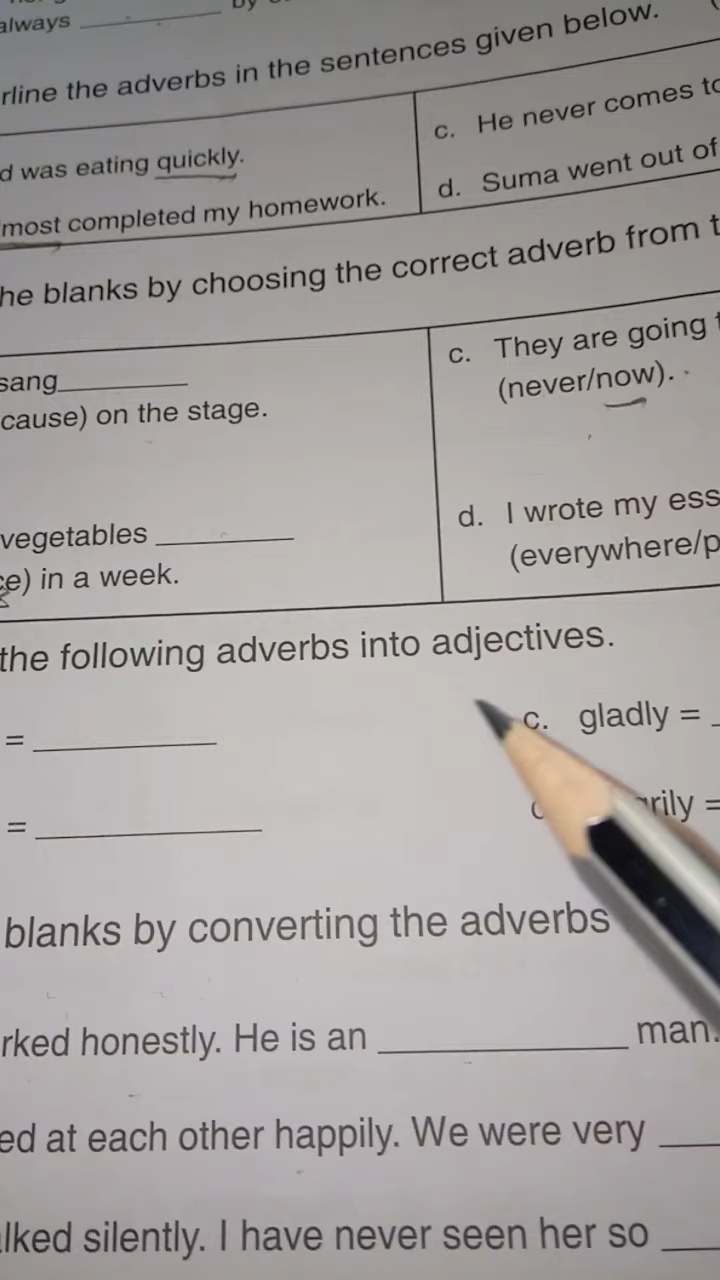 always
by
rline the adverbs in the sentences given below.
d was eating quickly.
c. He never comes to
most completed my homework.
d. Suma went out of
he blanks by choosing the correct adverb from t
sang
cause) on the stage.
c. They are going t
(never/now).
vegetables
e) in a week.
d. I wrote my ess
(everywhere/p
the following adverbs into adjectives.
=
c. gladly =
=
rily =
blanks by converting the adverbs
rked honestly. He is an man.
ed at each other happily. We were very
lked silently. I have never seen her so